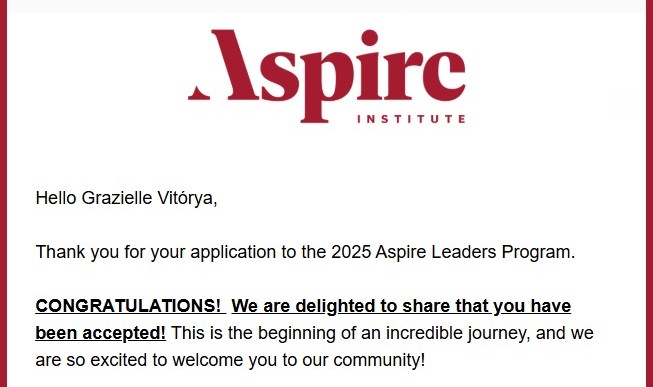 Aspire
INSTITUTE
Hello Grazielle Vitórya,
Thank you for your application to the 2025 Aspire Leaders Program.
CONGRATULATIONS! We are delighted to share that you have
been accepted! This is the beginning of an incredible journey, and we
are so excited to welcome you to our community!